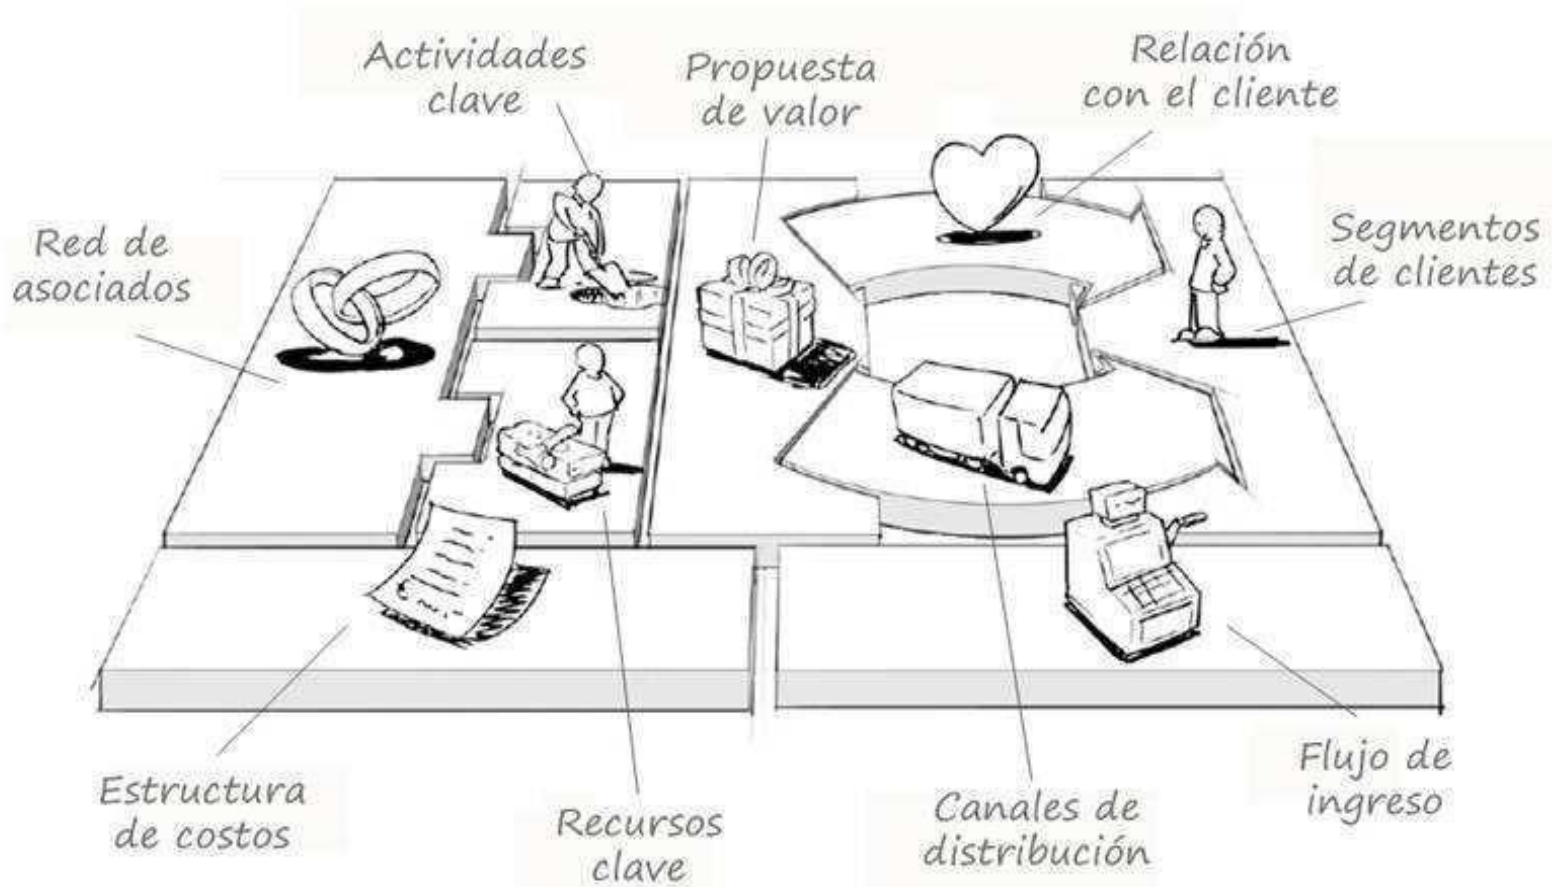 Actividades
clave
Propuesta
de valor
Relación
con el cliente
Red de
asociados
Segmentos
de clientes
Estructura
de costos
Recursos
clave
Canales de
distribución
Flujo de
ingreso